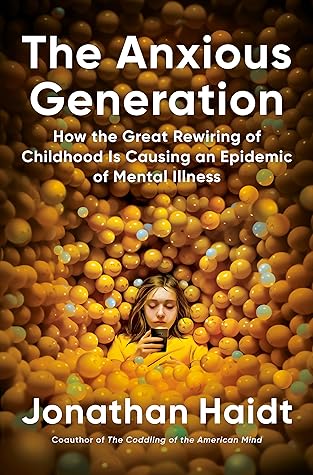 The Anxious
Generation
How the Great Rewiring of
Childhood Is Causing an Epidemic
of Mental Illness
Jonathan Haidt
Coauthor of The Coddling of the American Mind